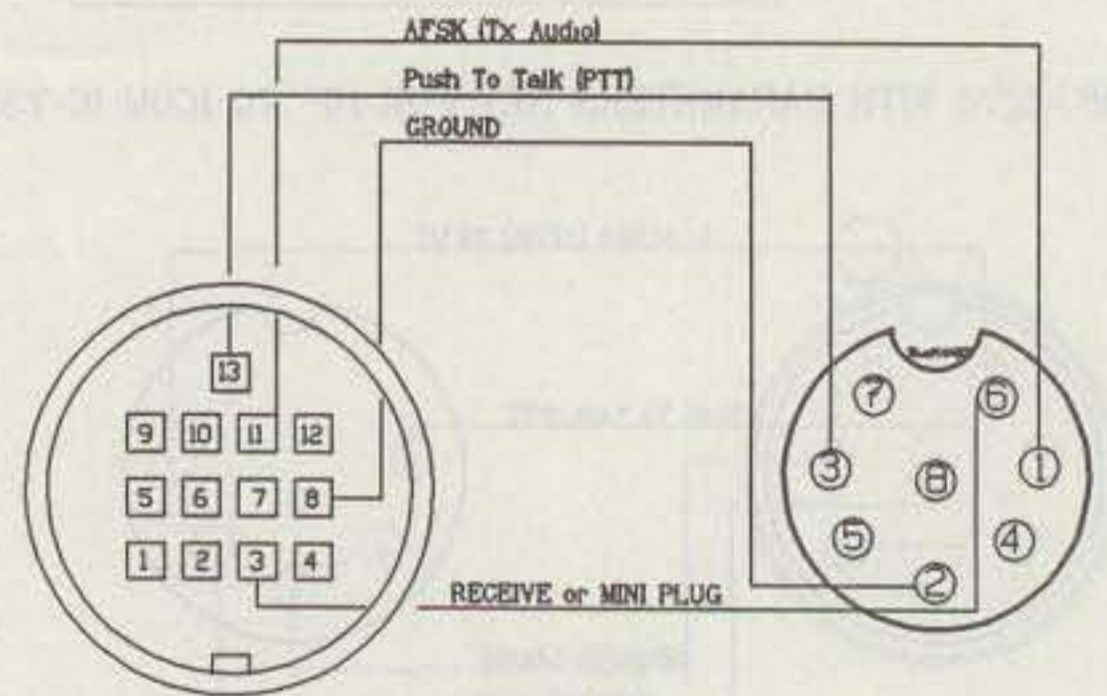 AFSK (Tx Audio)
Push To Talk (PTT)
GROUND
13
9 10 11 12
5 6 7 8
1 2 3 4
7 6
3 8 1
5 4
2
RECEIVE or MINI PLUG